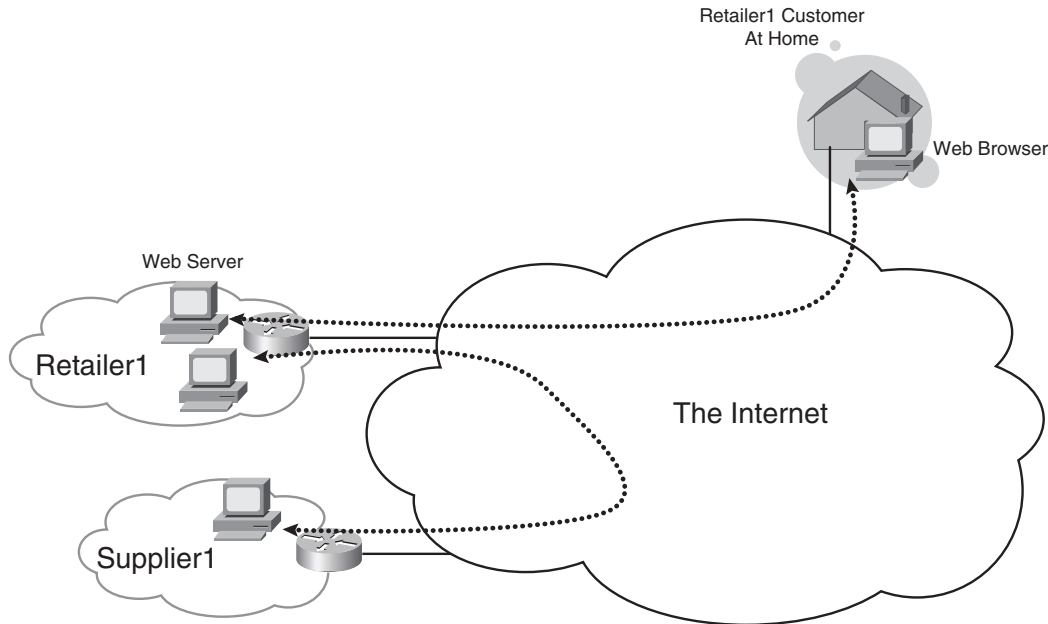 Retailer1 Customer
At Home
Web Browser
Web Server
Retailer1
The Internet
Supplier1